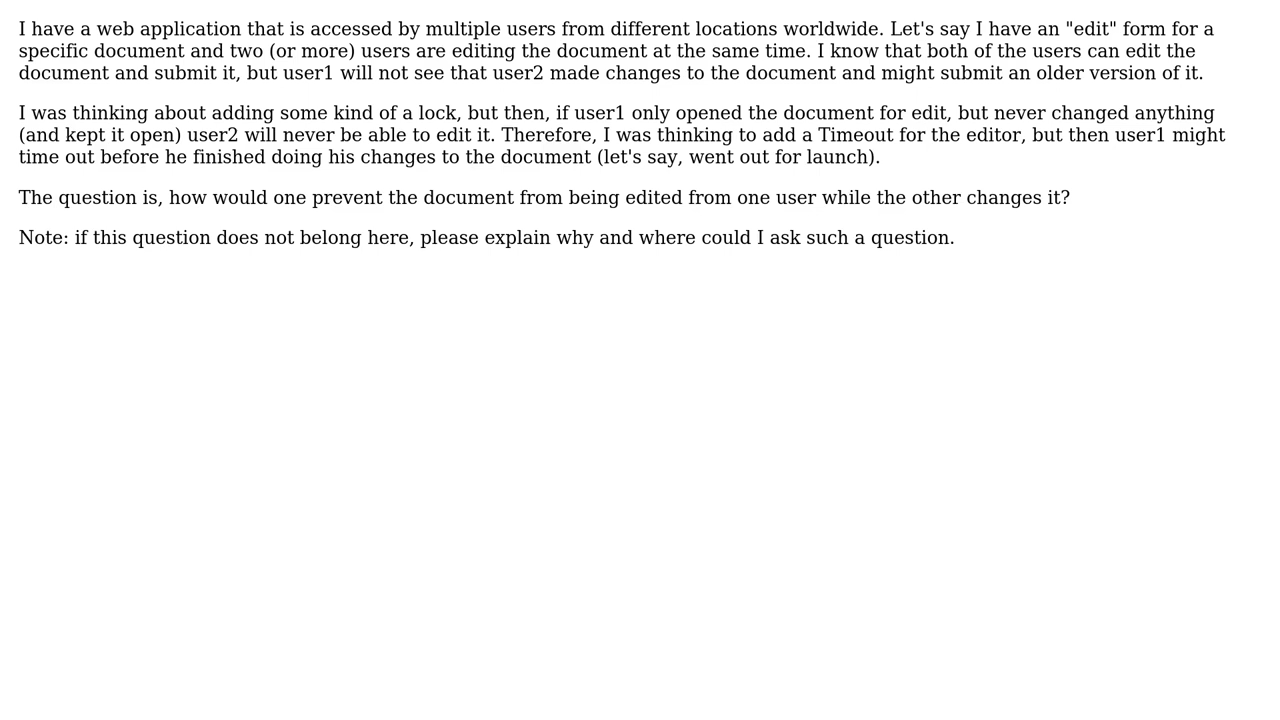 I have a web application that is accessed by multiple users from different locations worldwide. Let's say I have an "edit" form for a
specific document and two (or more) users are editing the document at the same time. I know that both of the users can edit the
document and submit it, but user1 will not see that user2 made changes to the document and might submit an older version of it.
I was thinking about adding some kind of a lock, but then, if user1 only opened the document for edit, but never changed anything
(and kept it open) user2 will never be able to edit it. Therefore, I was thinking to add a Timeout for the editor, but then user1 might
time out before he finished doing his changes to the document (let's say, went out for launch).
The question is, how would one prevent the document from being edited from one user while the other changes it?
Note: if this question does not belong here, please explain why and where could I ask such a question.